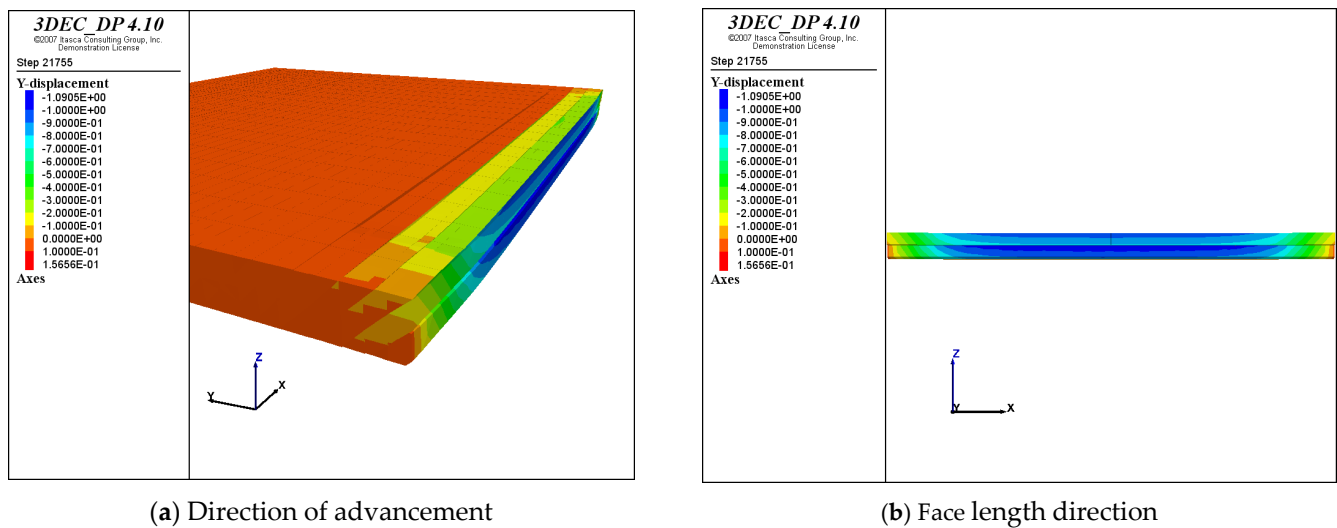 3DEC_DP 4.10
©2007 Itasca Consulting Group, Inc.
Demonstration License
Step 21755
Y-displacement
-1.0905E+00
-1.0000E+00
-9.0000E-01
-8.0000E-01
-7.0000E-01
-6.0000E-01
-5.0000E-01
-4.0000E-01
-3.0000E-01
-2.0000E-01
-1.0000E-01
0.0000E+00
1.0000E-01
1.5656E-01
Axes
Z
X
Y
(a) Direction of advancement
3DEC_DP 4.10
©2007 Itasca Consulting Group, Inc.
Demonstration License
Step 21755
Y-displacement
-1.0905E+00
-1.0000E+00
-9.0000E-01
-8.0000E-01
-7.0000E-01
-6.0000E-01
-5.0000E-01
-4.0000E-01
-3.0000E-01
-2.0000E-01
-1.0000E-01
0.0000E+00
1.0000E-01
1.5656E-01
Axes
Z
Y X
(b) Face length direction